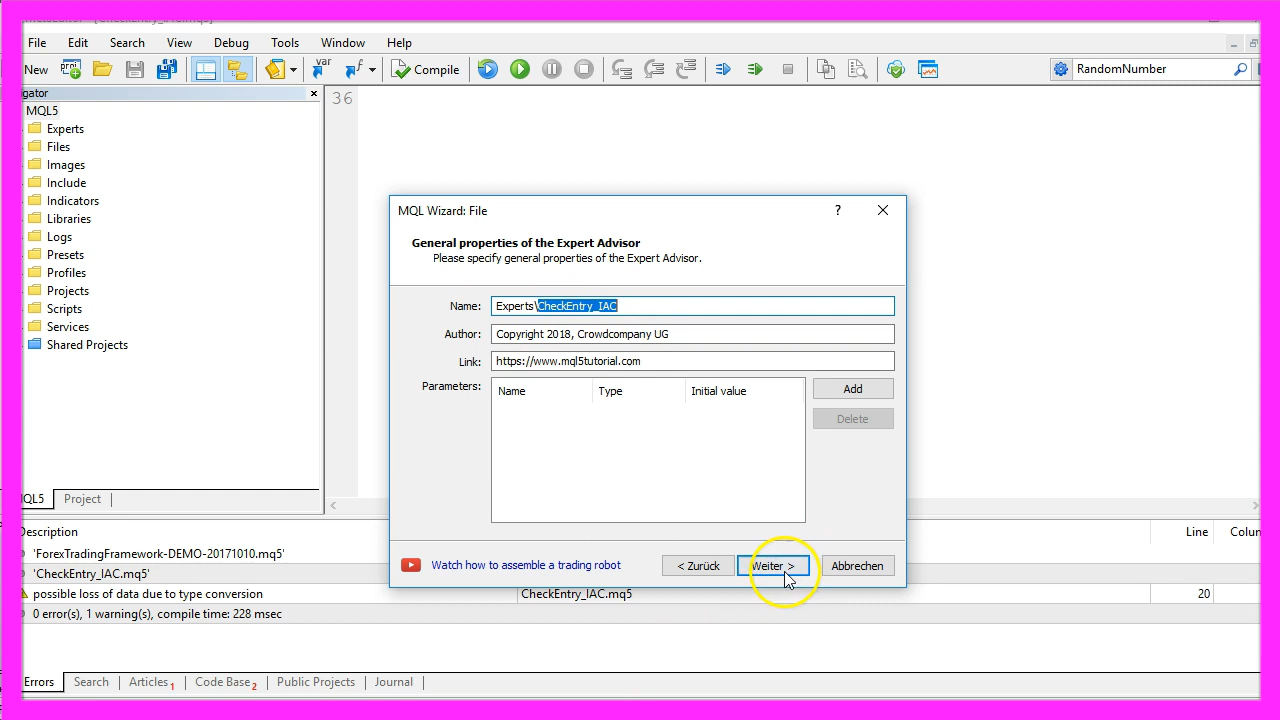 File Edit Search View Debug Tools Window Help
New var Compile RandomNumber
gator
MQL5
Experts
Files
Images
Include
Indicators
Libraries
Logs
Presets
Profiles
Projects
Scripts
Services
Shared Projects
36
MQL Wizard: File ?
General properties of the Expert Advisor
Please specify general properties of the Expert Advisor.
Name: Experts\CheckEntry_IAC
Author: Copyright 2018, Crowdcompany UG
Link: https://www.mql5tutorial.com
Parameters: Name Type Initial value Add
Delete
Watch how to assemble a trading robot < Zurück Weiter > Abbrechen
QL5 Project
Description Line Colun
'ForexTradingFramework-DEMO-20171010.mq5'
'CheckEntry_IAC.mq5'
possible loss of data due to type conversion CheckEntry_IAC.mq5 20
0 error(s), 1 warning(s), compile time: 228 msec
Errors Search Articles 1 Code Base 2 Public Projects Journal